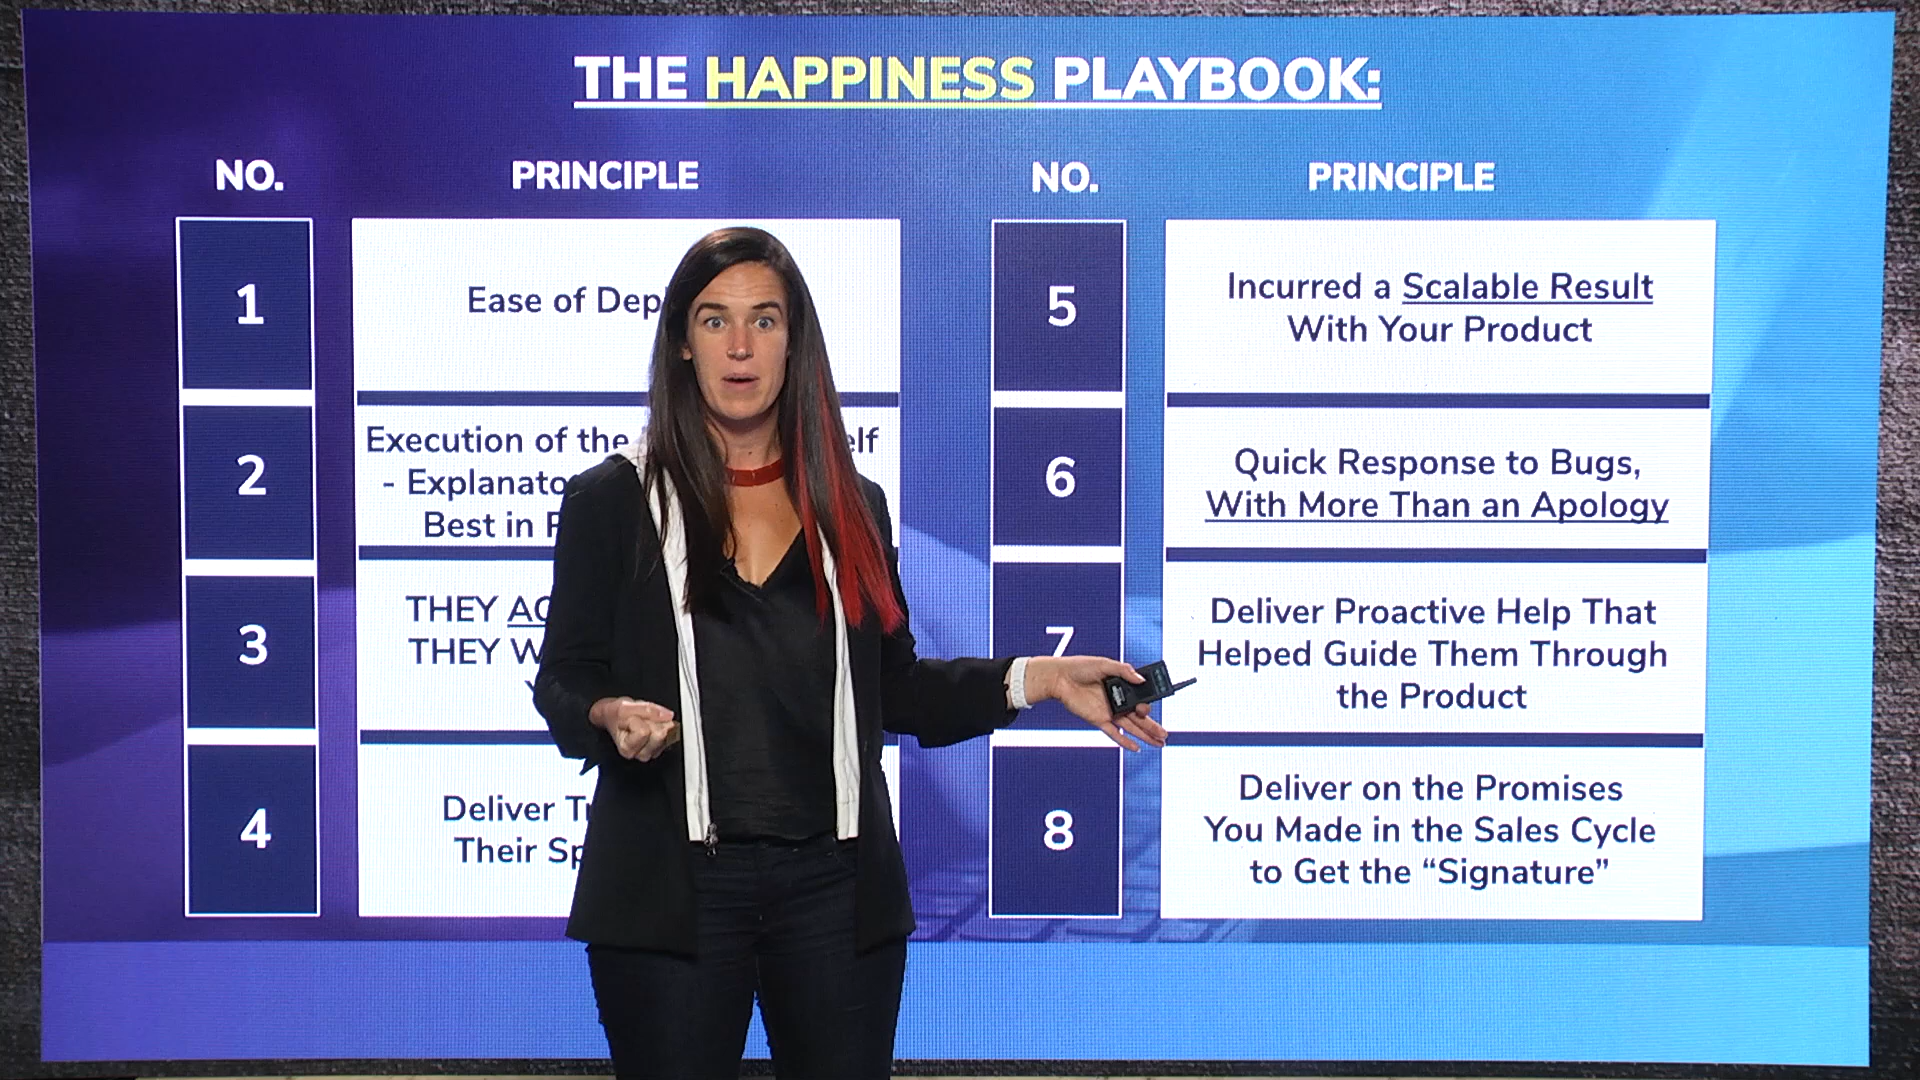 THE HAPPINESS PLAYBOOK:
NO. PRINCIPLE
1 Ease of
2 Execution of the
- 
Best in
3 THEY
THEY
4 Deliver
Their
NO. PRINCIPLE
5 Incurred a Scalable Result
With Your Product
6 Quick Response to Bugs,
With More Than an Apology
7 Deliver Proactive Help That
Helped Guide Them Through
the Product
8 Deliver on the Promises
You Made in the Sales Cycle
to Get the “Signature”